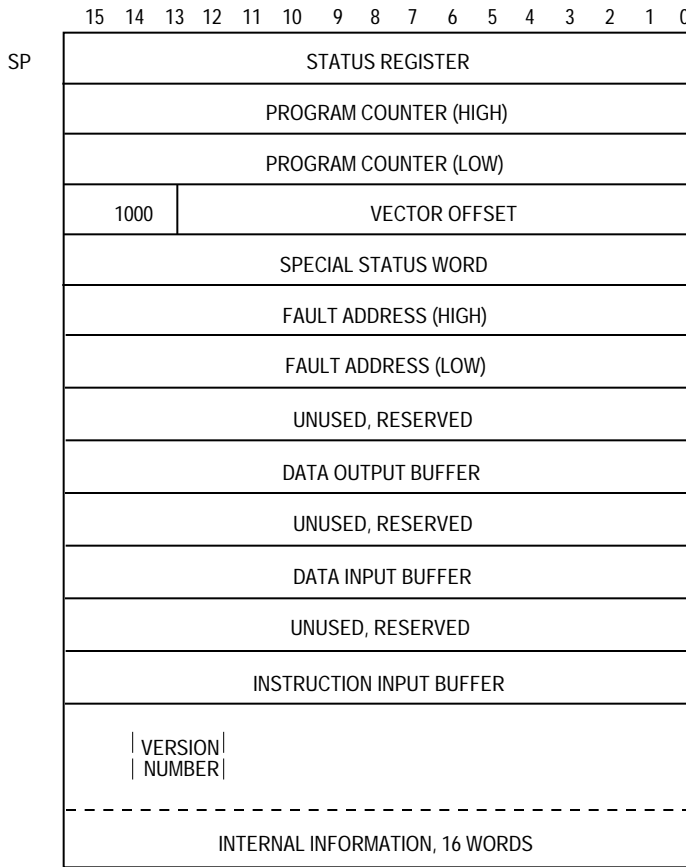 15 14 13 12 11 10 9 8 7 6 5 4 3 2 1 0
SP STATUS REGISTER
PROGRAM COUNTER (HIGH)
PROGRAM COUNTER (LOW)
1000 VECTOR OFFSET
SPECIAL STATUS WORD
FAULT ADDRESS (HIGH)
FAULT ADDRESS (LOW)
UNUSED, RESERVED
DATA OUTPUT BUFFER
UNUSED, RESERVED
DATA INPUT BUFFER
UNUSED, RESERVED
INSTRUCTION INPUT BUFFER
VERSION
NUMBER
INTERNAL INFORMATION, 16 WORDS